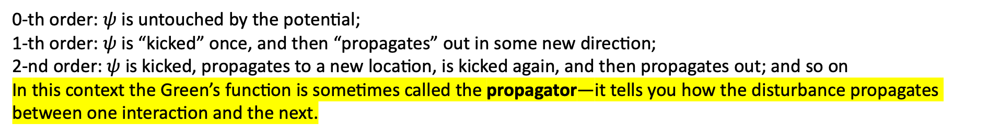 0-th order: ψ is untouched by the potential;
1-th order: ψ is “kicked” once, and then “propagates” out in some new direction;
2-nd order: ψ is kicked, propagates to a new location, is kicked again, and then propagates out; and so on
In this context the Green’s function is sometimes called the propagator—it tells you how the disturbance propagates
between one interaction and the next.